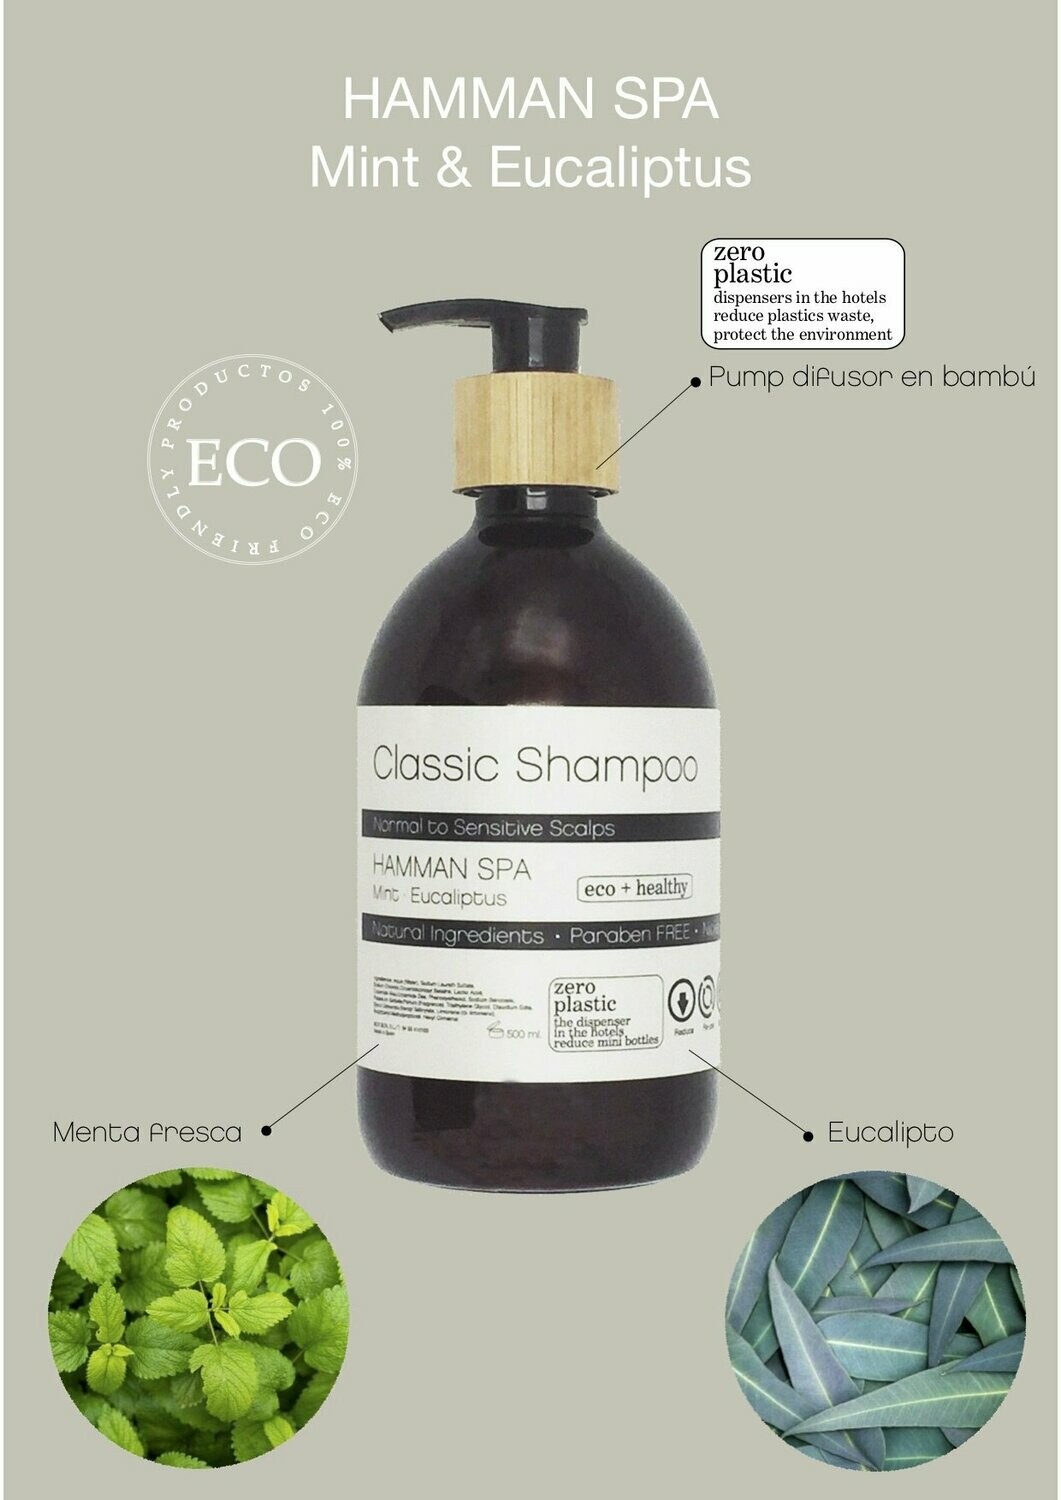 HAMMAN SPA
Mint & Eucaliptus
zero
plastic
dispensers in the hotels
reduce plastics waste,
protect the environment
Pump difusor en bambú
PRODUCTOS 100% ECO FRIENDLY
ECO
Classic Shampoo
Normal to Sensitive Scalps
HAMMAN SPA
Mint · Eucaliptus
eco + healthy
Natural Ingredients · Paraben FREE ·
zero
plastic
the dispenser
in the hotels
reduce mini bottles
500 ml.
Reduce
Menta fresca
Eucalipto